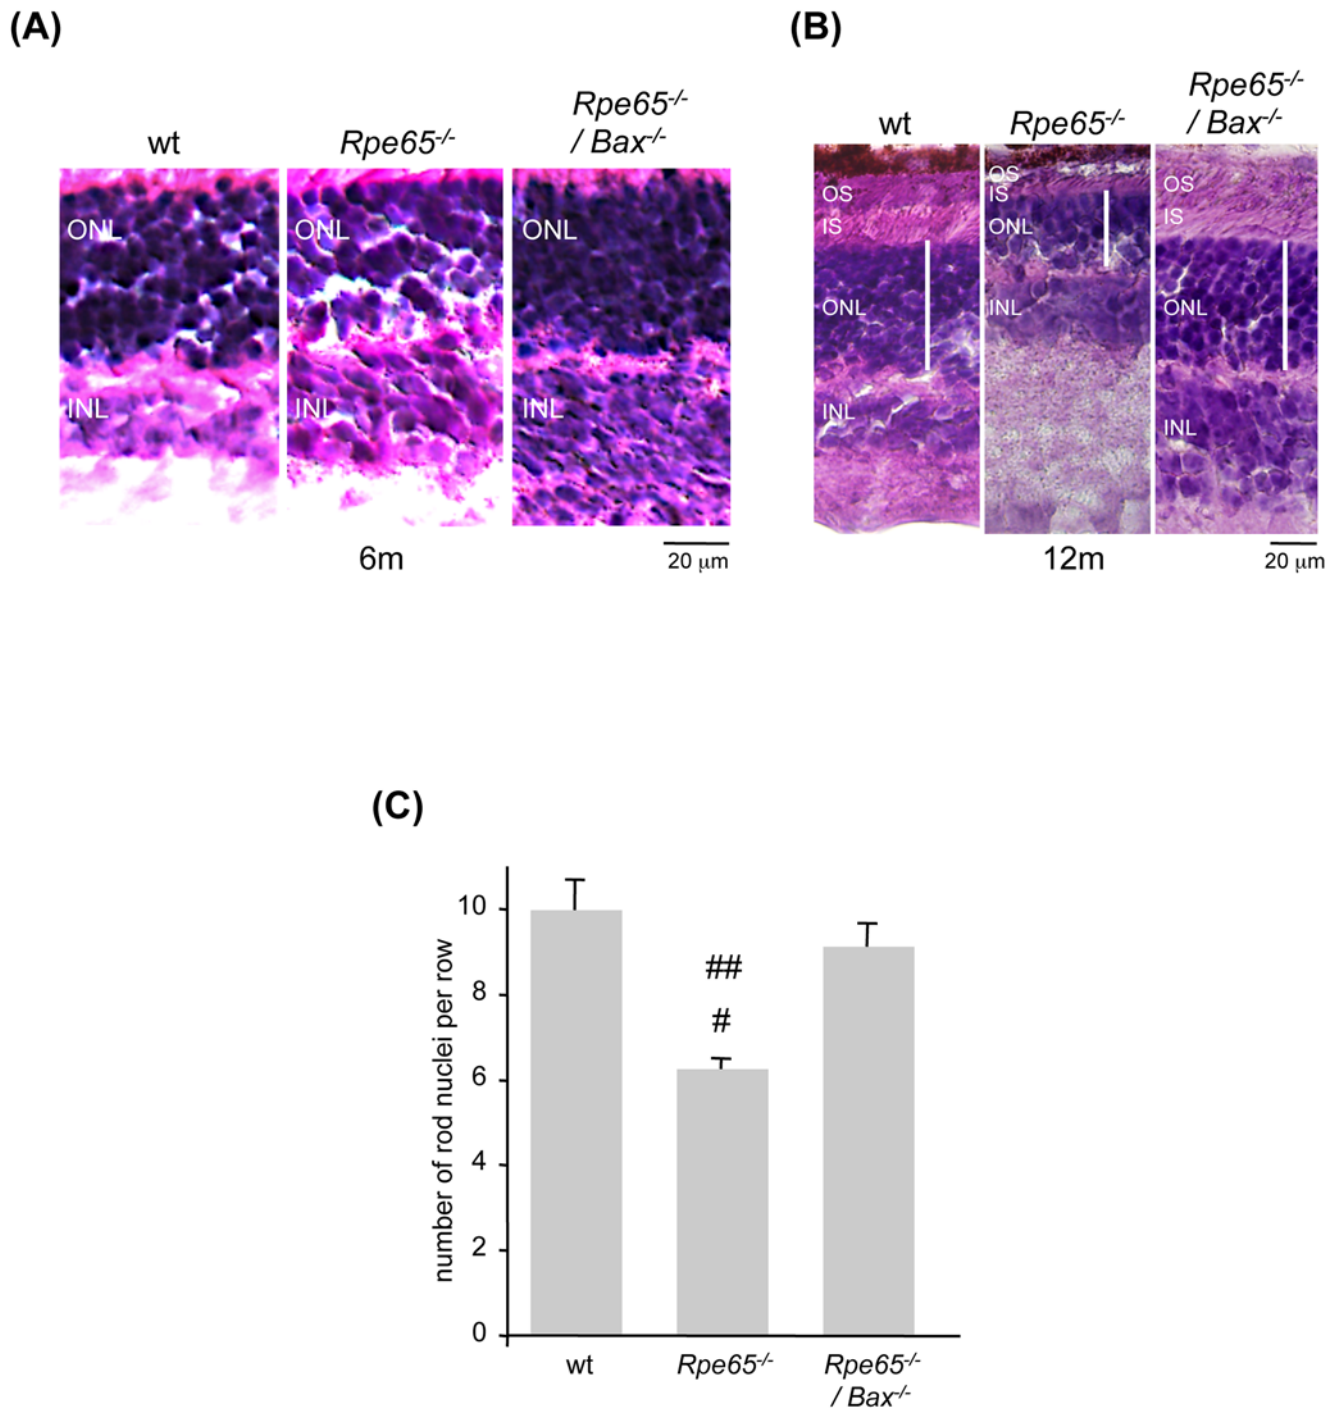 (A)
wt
Rpe65-/-
Rpe65-/-
/ Bax-/-
ONL
ONL
ONL
INL
INL
INL
6m
20 μm
(B)
wt
Rpe65-/-
Rpe65-/-
/ Bax-/-
OS
IS
ONL
INL
OS
IS
ONL
INL
OS
IS
ONL
INL
12m
20 μm
(C)
number of rod nuclei per row
10
8
6
4
2
0
##
#
wt
Rpe65-/-
Rpe65-/-
/ Bax-/-